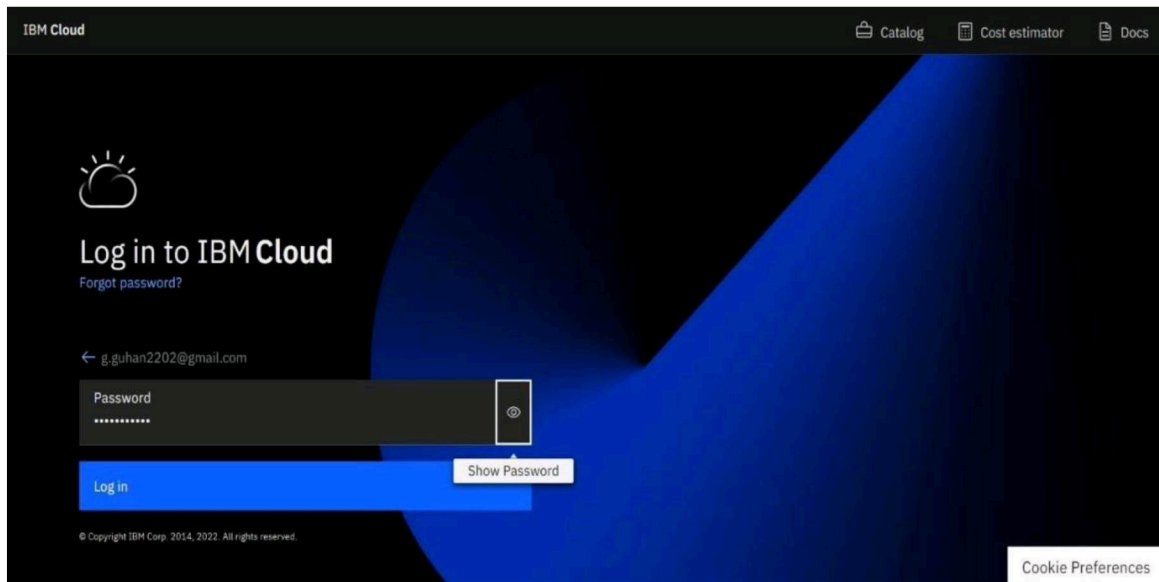 IBM Cloud Catalog Cost estimator Docs
Log in to IBM Cloud
Forgot password?
← g.guhan2202@gmail.com
Password
•••••••••••
Show Password
Log in
© Copyright IBM Corp. 2014, 2022. All rights reserved.
Cookie Preferences